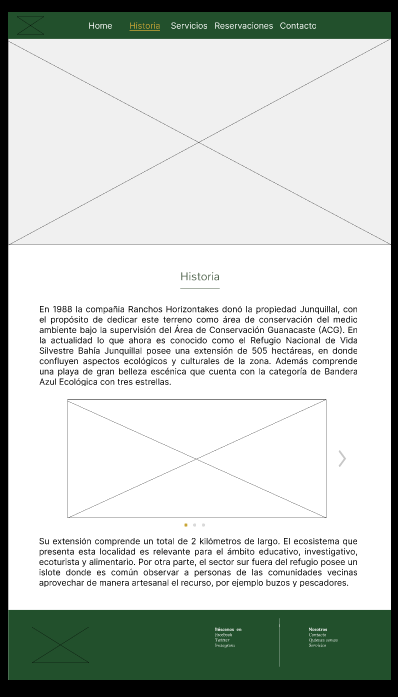 Home Historia Servicios Reservaciones Contacto
Historia
En 1988 la compañía Ranchos Horizontakes donó la propiedad Junquillal, con
el propósito de dedicar este terreno como área de conservación del medio
ambiente bajo la supervisión del Área de Conservación Guanacaste (ACG). En
la actualidad lo que ahora es conocido como el Refugio Nacional de Vida
Silvestre Bahía Junquillal posee una extensión de 505 hectáreas, en donde
confluyen aspectos ecológicos y culturales de la zona. Además comprende
una playa de gran belleza escénica que cuenta con la categoría de Bandera
Azul Ecológica con tres estrellas.
Su extensión comprende un total de 2 kilómetros de largo. El ecosistema que
presenta esta localidad es relevante para el ámbito educativo, investigativo,
ecoturista y alimentario. Por otra parte, el sector sur fuera del refugio posee un
islote donde es común observar a personas de las comunidades vecinas
aprovechar de manera artesanal el recurso, por ejemplo buzos y pescadores.
Síguenos en: Nosotros
Facebook Contacto
Twitter Quiénes somos
Instagram Servicios